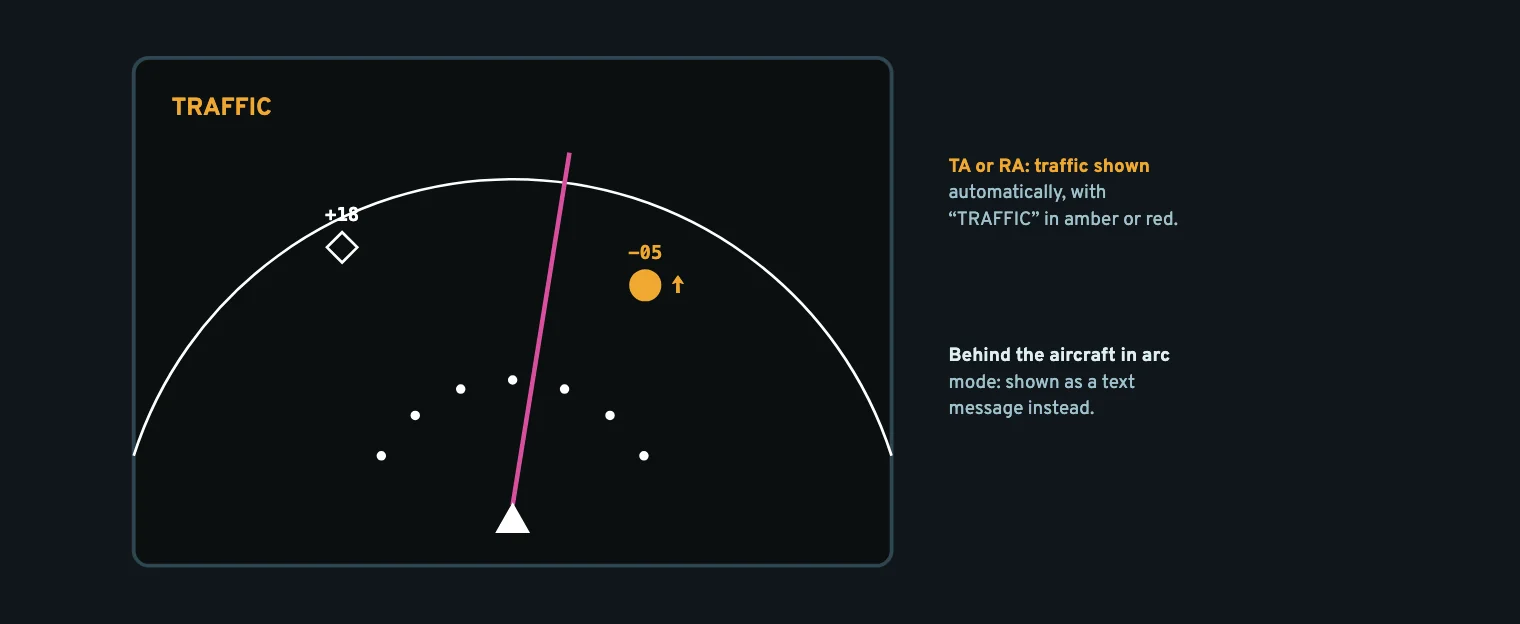 TRAFFIC
+18
−05
TA or RA: traffic shown
automatically, with
“TRAFFIC” in amber or red.
Behind the aircraft in arc
mode: shown as a text
message instead.